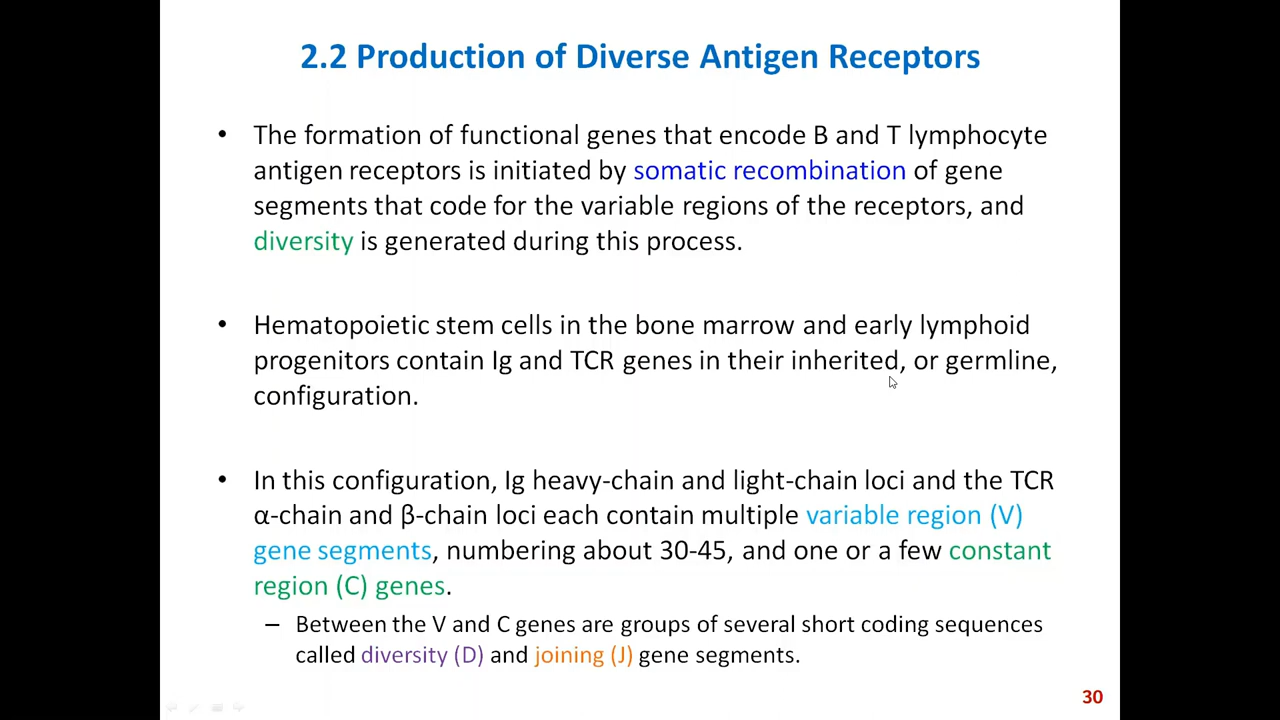 2.2 Production of Diverse Antigen Receptors
• The formation of functional genes that encode B and T lymphocyte
antigen receptors is initiated by somatic recombination of gene
segments that code for the variable regions of the receptors, and
diversity is generated during this process.
• Hematopoietic stem cells in the bone marrow and early lymphoid
progenitors contain Ig and TCR genes in their inherited, or germline,
configuration.
• In this configuration, Ig heavy-chain and light-chain loci and the TCR
α-chain and β-chain loci each contain multiple variable region (V)
gene segments, numbering about 30-45, and one or a few constant
region (C) genes.
– Between the V and C genes are groups of several short coding sequences
called diversity (D) and joining (J) gene segments.
30